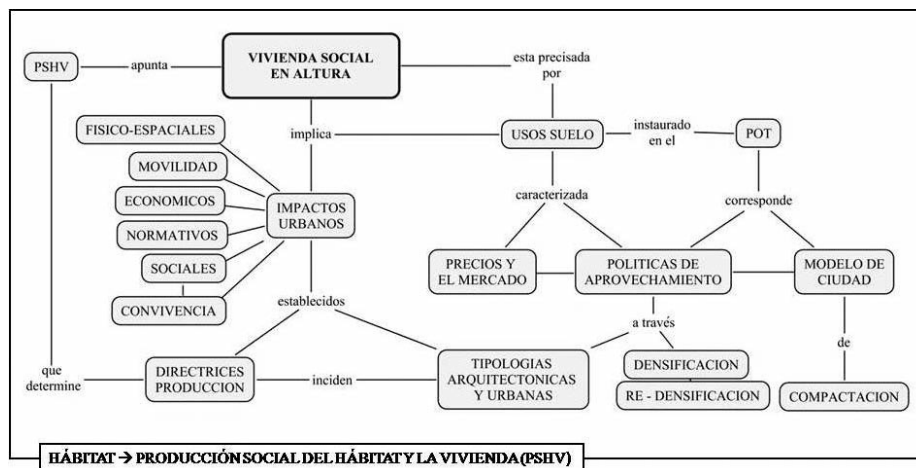 PSHV
apunta
VIVIENDA SOCIAL
EN ALTURA
esta precisada
por
FISICO-ESPACIALES
MOVILIDAD
ECONOMICOS
NORMATIVOS
SOCIALES
CONVIVENCIA
implica
IMPACTOS
URBANOS
USOS SUELO
instaurado
en el
POT
caracterizada
corresponde
PRECIOS Y
EL MERCADO
POLITICAS DE
APROVECHAMIENTO
MODELO DE
CIUDAD
establecidos
a través
de
que
determine
DIRECTRICES
PRODUCCION
inciden
TIPOLOGIAS
ARQUITECTONICAS
Y URBANAS
DENSIFICACION
RE - DENSIFICACION
COMPACTACION
HÁBITAT → PRODUCCIÓN SOCIAL DEL HÁBITAT Y LA VIVIENDA (PSHV)